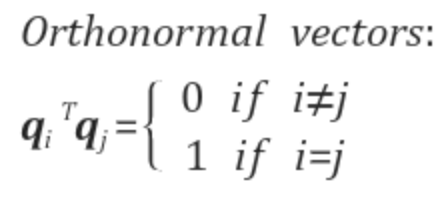 Orthonormal vectors:
0 if i≠j
qᵢᵀqⱼ={
1 if i=j